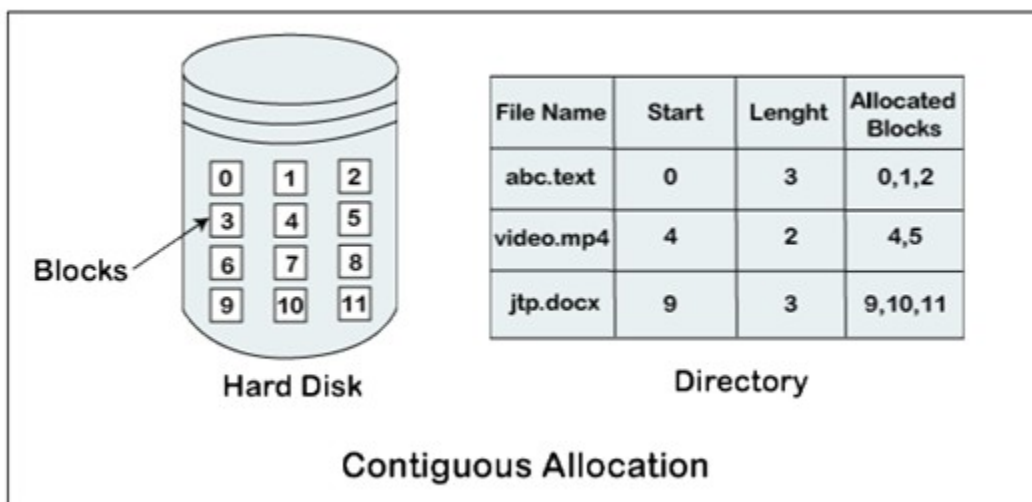 0 1 2
3 4 5
6 7 8
9 10 11
Blocks
Hard Disk
File Name Start Lenght Allocated Blocks
abc.text 0 3 0,1,2
video.mp4 4 2 4,5
jtp.docx 9 3 9,10,11
Directory
Contiguous Allocation